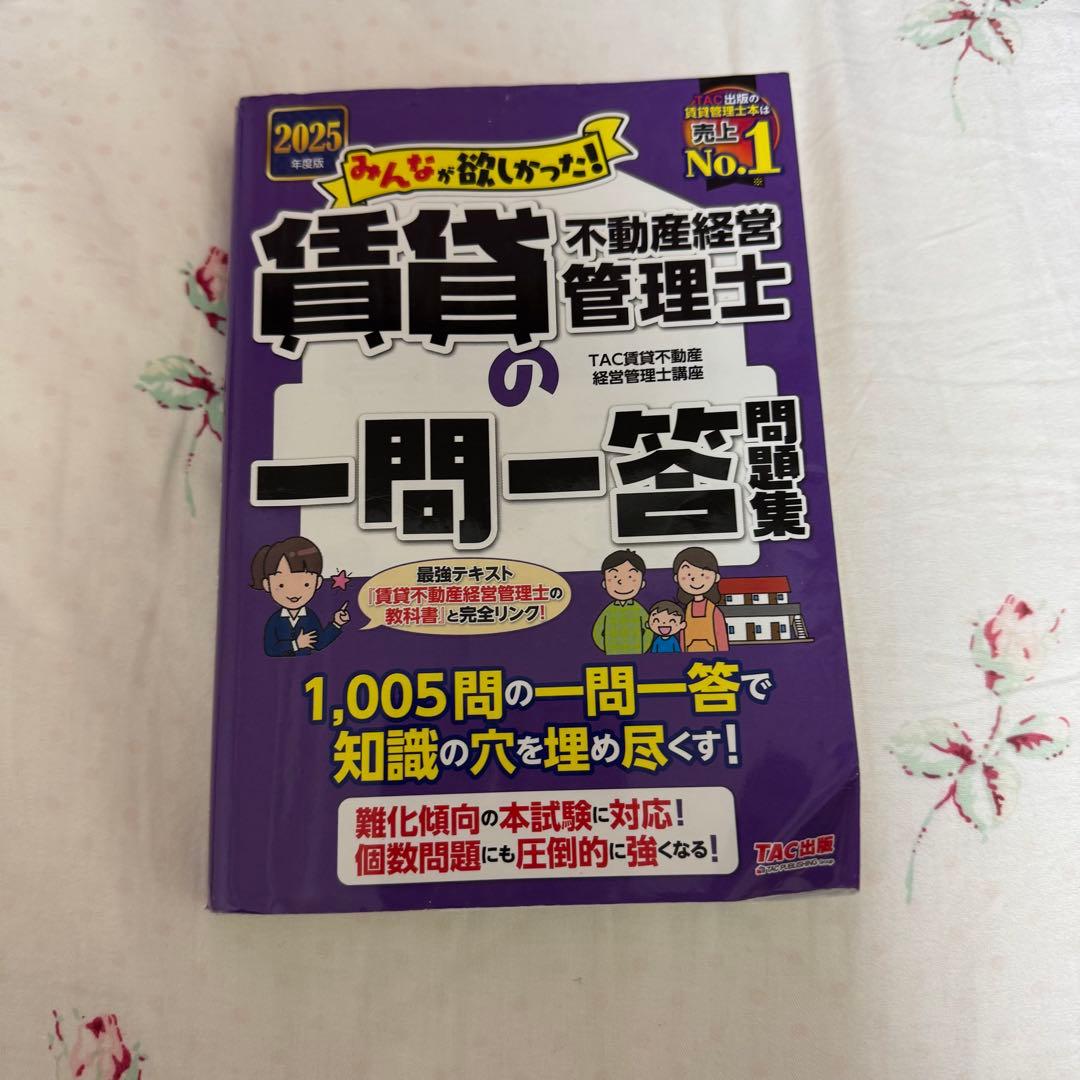 2025
年度版
みんなが欲しかった!
TAC出版の
賃貸管理士本は
売上
No.1
※
賃貸不動産経営
管理士
の
TAC賃貸不動産
経営管理士講座
一問一答問題集
最強テキスト
『賃貸不動産経営管理士の
教科書』と完全リンク!
1,005問の一問一答で
知識の穴を埋め尽くす!
難化傾向の本試験に対応!
個数問題にも圧倒的に強くなる!
TAC出版
TAC PUBLISHING Group